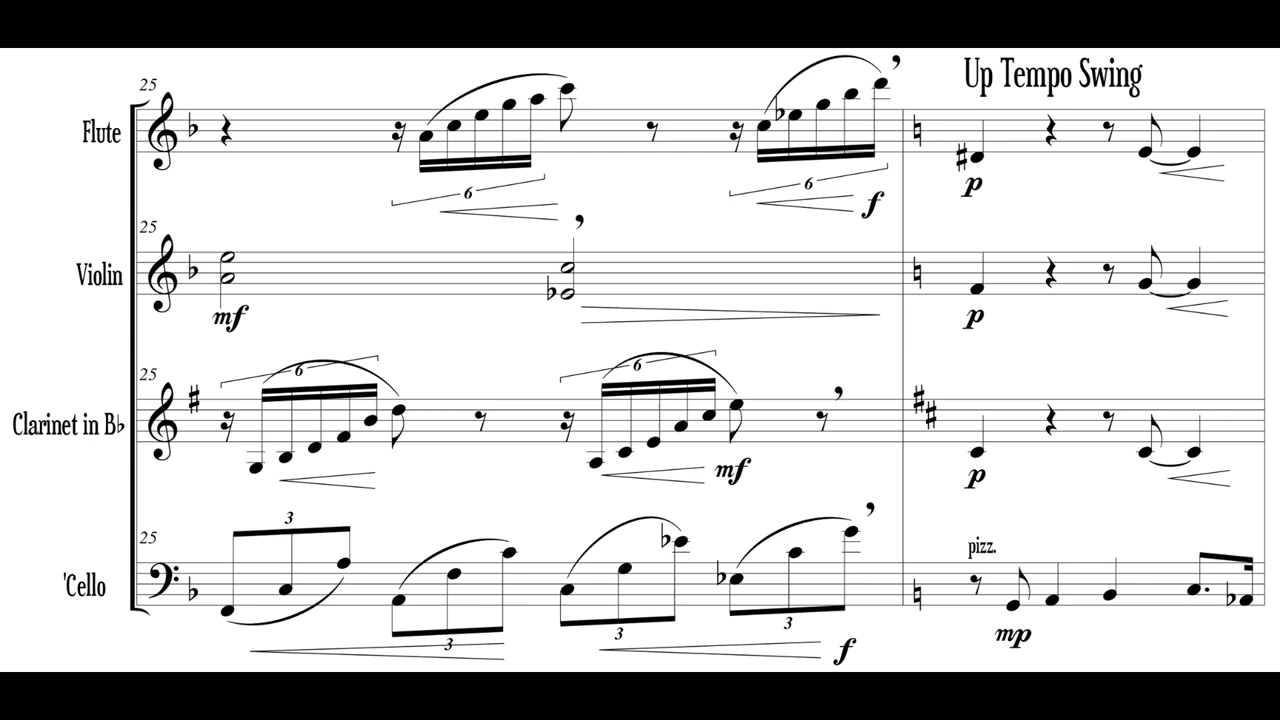 25
Up Tempo Swing
Flute
6
6
f
p
25
Violin
mf
p
25
6
6
Clarinet in B♭
mf
p
25
3
pizz.
'Cello
3
3
3
mp
f